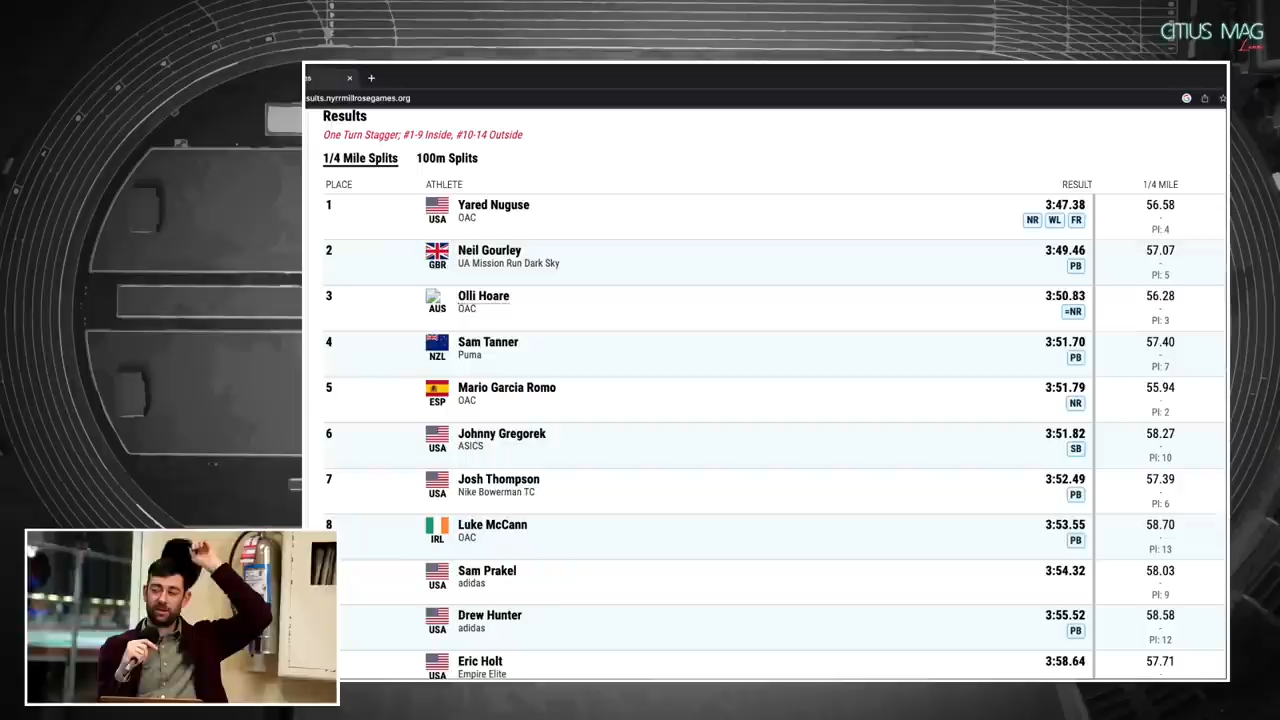 CITIUS MAG
Live
es
suits.nyrrmillrosegames.org
Results
One Turn Stagger; #1-9 Inside, #10-14 Outside
1/4 Mile Splits 100m Splits
PLACE ATHLETE RESULT 1/4 MILE
1 Yared Nuguse 3:47.38 56.58
USA OAC NR WL FR -
Pl: 4
2 Neil Gourley 3:49.46 57.07
GBR UA Mission Run Dark Sky PB -
Pl: 5
3 Olli Hoare 3:50.83 56.28
AUS OAC =NR -
Pl: 3
4 Sam Tanner 3:51.70 57.40
NZL Puma PB -
Pl: 7
5 Mario Garcia Romo 3:51.79 55.94
ESP OAC NR -
Pl: 2
6 Johnny Gregorek 3:51.82 58.27
USA ASICS SB -
Pl: 10
7 Josh Thompson 3:52.49 57.39
USA Nike Bowerman TC PB -
Pl: 6
8 Luke McCann 3:53.55 58.70
IRL OAC PB -
Pl: 13
Sam Prakel 3:54.32 58.03
USA adidas -
Pl: 9
Drew Hunter 3:55.52 58.58
USA adidas PB -
Pl: 12
Eric Holt 3:58.64 57.71
USA Empire Elite -